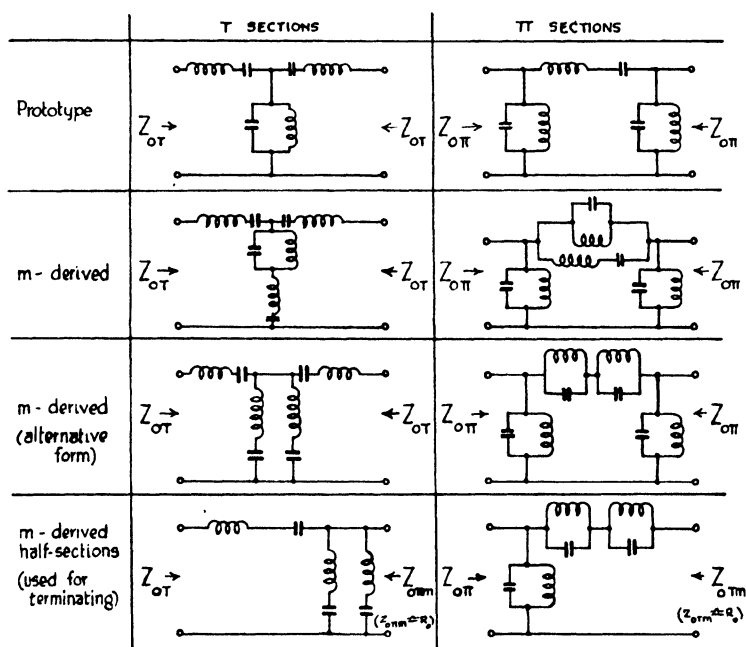 T SECTIONS
π SECTIONS
Prototype
Z₀T →
← Z₀T
Z₀π →
← Z₀π
m - derived
Z₀T →
← Z₀T
Z₀π →
← Z₀π
m - derived
(alternative
form)
Z₀T →
← Z₀T
Z₀π →
← Z₀π
m - derived
half-sections
(used for
terminating)
Z₀T →
← Z₀πm
(Z₀πm≏R₀)
Z₀π →
← Z₀Tm
(Z₀Tm≏R₀)